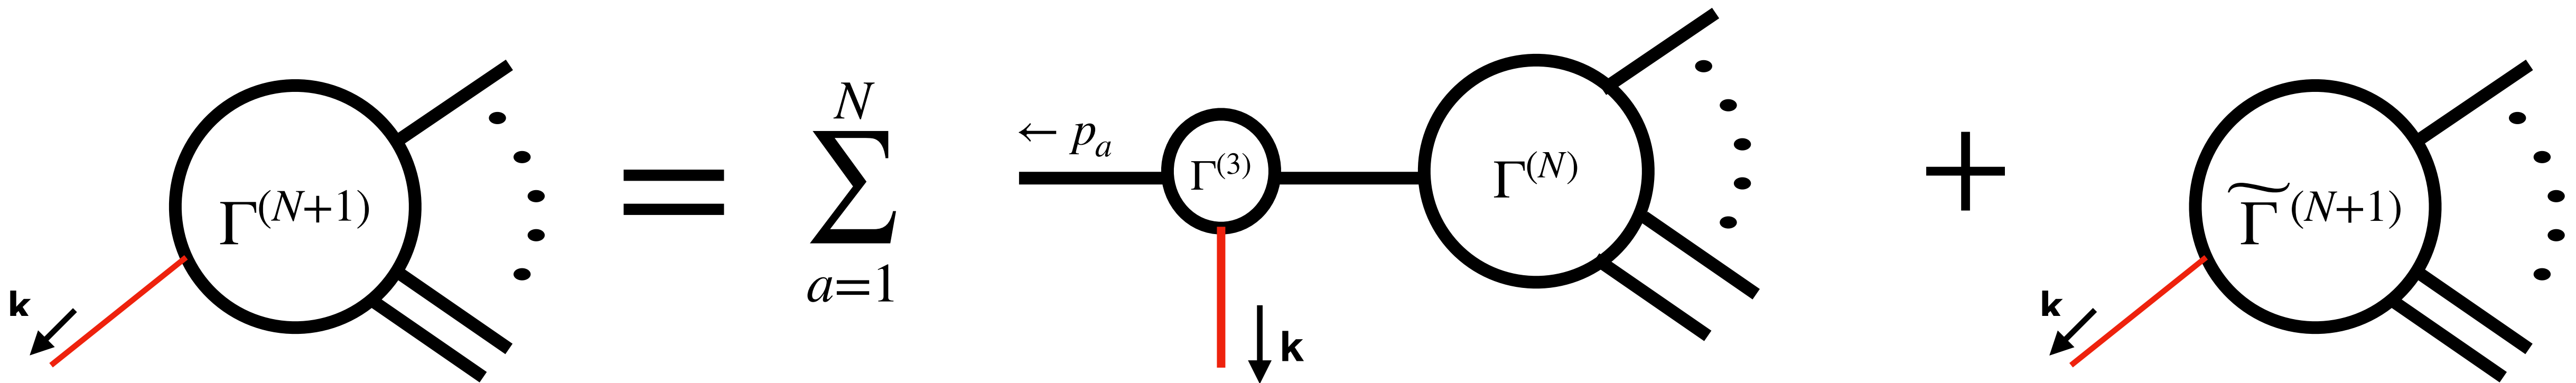 k
Γ^(N+1)
=
N
∑
a=1
← p_a
Γ^(3)
k
Γ^(N)
+
k
Γ̃^(N+1)